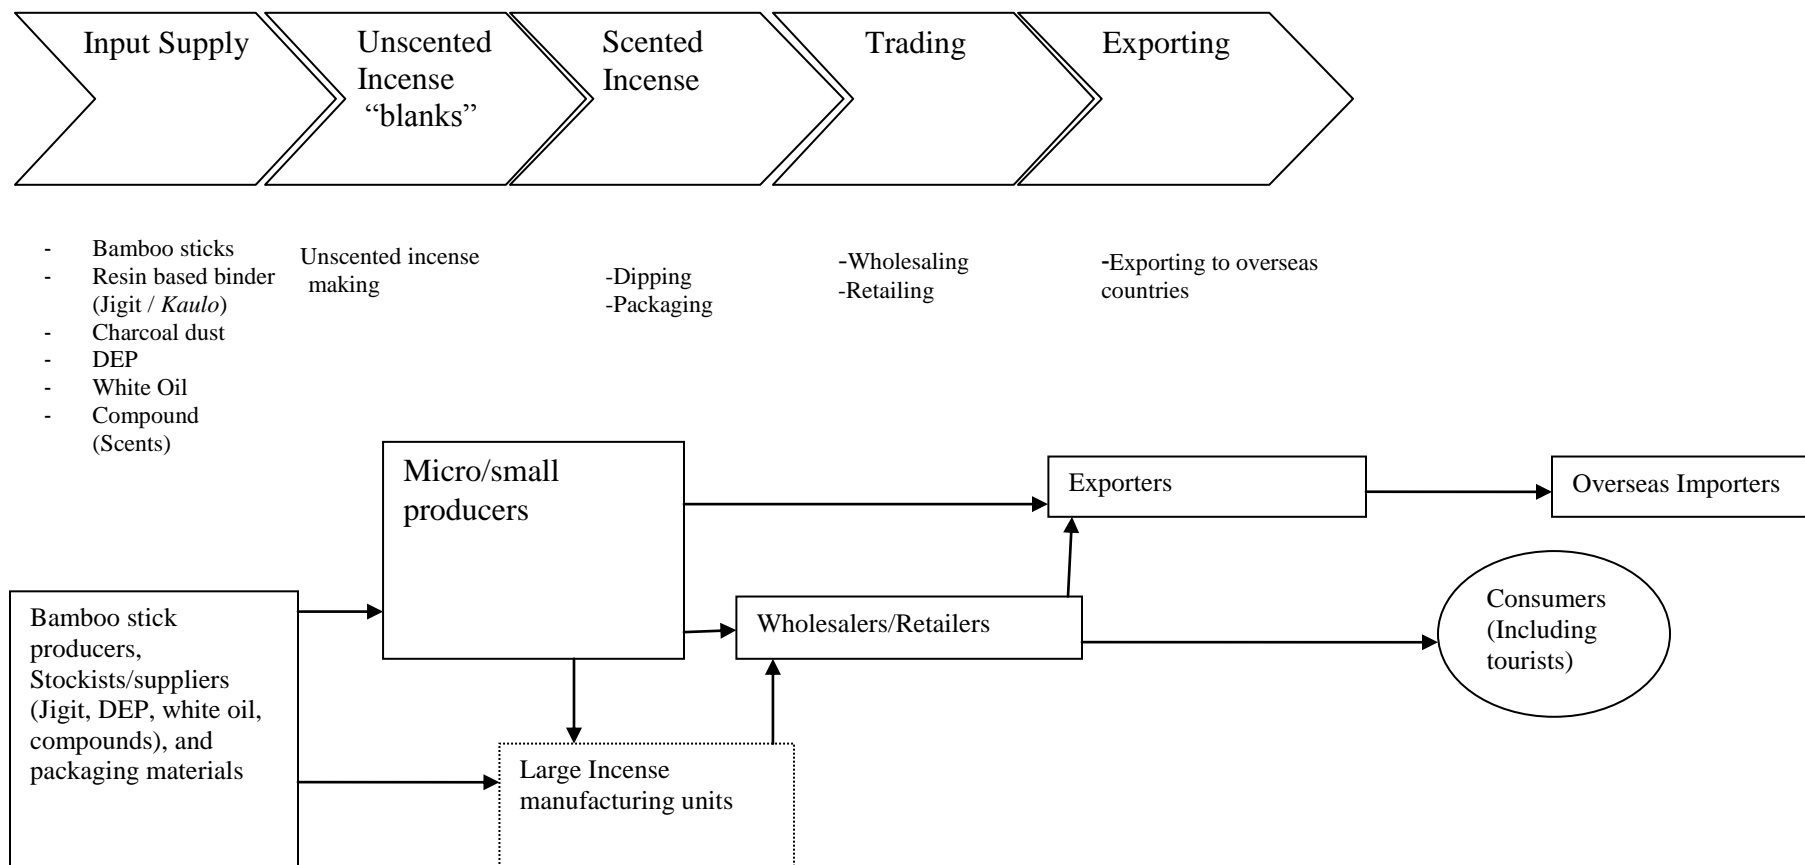 Input Supply
Unscented
Incense
“blanks”
Scented
Incense
Trading
Exporting
- Bamboo sticks
- Resin based binder
(Jigit / Kaulo)
- Charcoal dust
- DEP
- White Oil
- Compound
(Scents)
Unscented incense
making
-Dipping
-Packaging
-Wholesaling
-Retailing
-Exporting to overseas
countries
Micro/small
producers
Exporters
Overseas Importers
Bamboo stick
producers,
Stockists/suppliers
(Jigit, DEP, white oil,
compounds), and
packaging materials
Wholesalers/Retailers
Consumers
(Including
tourists)
Large Incense
manufacturing units